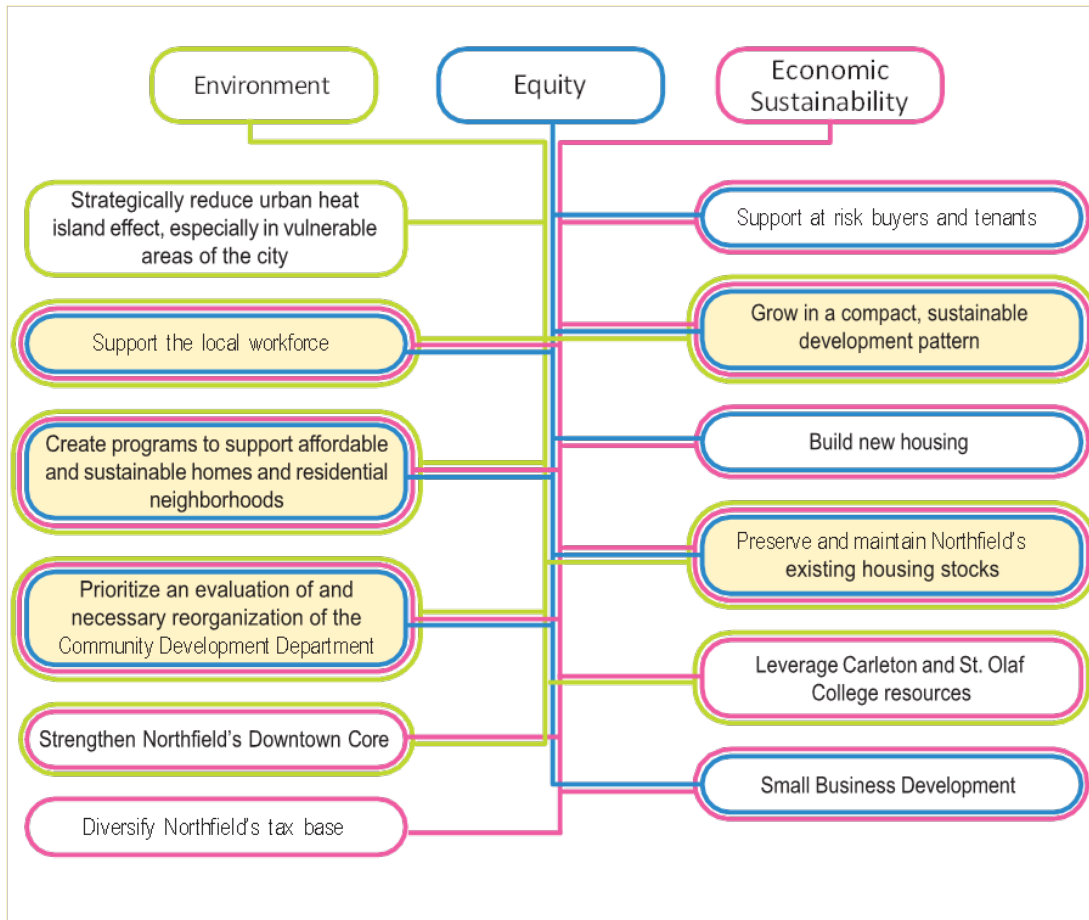 Environment
Equity
Economic
Sustainability
Strategically reduce urban heat
island effect, especially in vulnerable
areas of the city
Support the local workforce
Create programs to support affordable
and sustainable homes and residential
neighborhoods
Prioritize an evaluation of and
necessary reorganization of the
Community Development Department
Strengthen Northfield's Downtown Core
Diversify Northfield's tax base
Support at risk buyers and tenants
Grow in a compact, sustainable
development pattern
Build new housing
Preserve and maintain Northfield's
existing housing stocks
Leverage Carleton and St. Olaf
College resources
Small Business Development